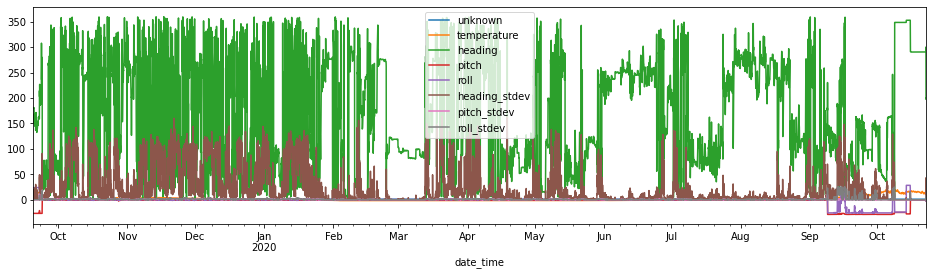 350
300
250
200
150
100
50
0
unknown
temperature
heading
pitch
roll
heading_stdev
pitch_stdev
roll_stdev
Oct Nov Dec Jan Feb Mar Apr May Jun Jul Aug Sep Oct
2020
date_time